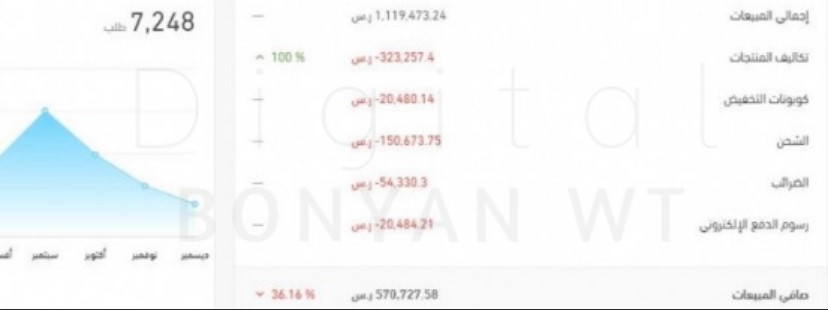 إجمالي المبيعات 1,119,473.24 ر.س —
تكاليف المنتجات -323,257.4 ر.س 100 %
كوبونات التخفيض -20,480.14 ر.س —
الشحن -150,673.75 ر.س —
الضرائب -54,330.3 ر.س —
رسوم الدفع الإلكتروني -20,484.21 ر.س —
صافي المبيعات 570,727.58 ر.س 36.16 %
7,248 طلب
سبتمبر أكتوبر نوفمبر ديسمبر
Digital
BONYAN WT